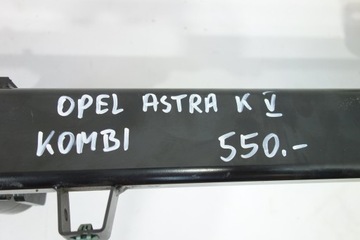 OPEL ASTRA K V
KOMBI 550.-